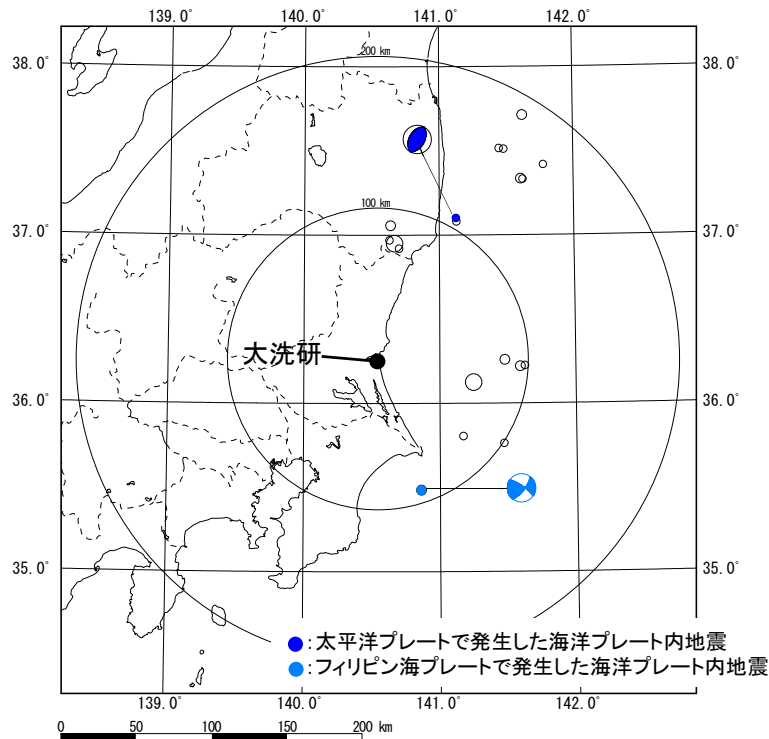 139.0° 140.0° 141.0° 142.0°
200 km
38.0° 38.0°
100 km
37.0° 37.0°
大洗研
36.0° 36.0°
35.0° 35.0°
●:太平洋プレートで発生した海洋プレート内地震
●:フィリピン海プレートで発生した海洋プレート内地震
139.0° 140.0° 141.0° 142.0°
0 50 100 150 200 km